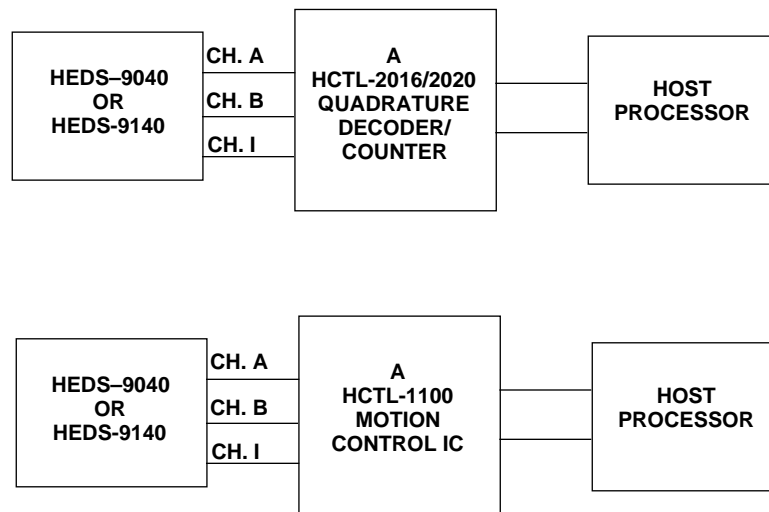 HEDS–9040
OR
HEDS-9140
CH. A
CH. B
CH. I
A
HCTL-2016/2020
QUADRATURE
DECODER/
COUNTER
HOST
PROCESSOR
HEDS–9040
OR
HEDS-9140
CH. A
CH. B
CH. I
A
HCTL-1100
MOTION
CONTROL IC
HOST
PROCESSOR